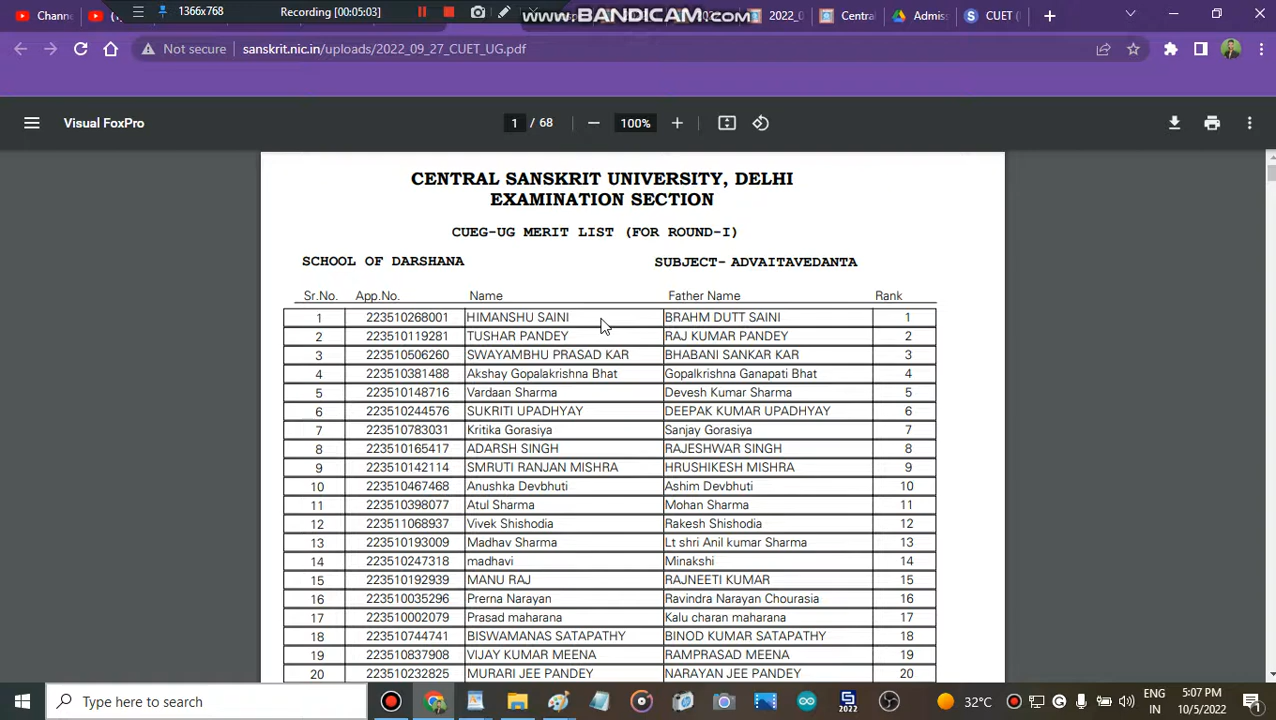 Channe
1366x768
Recording [00:05:03]
www.BANDICAM.com
2022_0
Central
Admis
CUET (
Not secure
sanskrit.nic.in/uploads/2022_09_27_CUET_UG.pdf
Visual FoxPro
1 / 68
100%
CENTRAL SANSKRIT UNIVERSITY, DELHI
EXAMINATION SECTION
CUEG-UG MERIT LIST (FOR ROUND-I)
SCHOOL OF DARSHANA SUBJECT- ADVAITAVEDANTA
Sr.No. App.No. Name Father Name Rank
1 223510268001 HIMANSHU SAINI BRAHM DUTT SAINI 1
2 223510119281 TUSHAR PANDEY RAJ KUMAR PANDEY 2
3 223510506260 SWAYAMBHU PRASAD KAR BHABANI SANKAR KAR 3
4 223510381488 Akshay Gopalakrishna Bhat Gopalkrishna Ganapati Bhat 4
5 223510148716 Vardaan Sharma Devesh Kumar Sharma 5
6 223510244576 SUKRITI UPADHYAY DEEPAK KUMAR UPADHYAY 6
7 223510783031 Kritika Gorasiya Sanjay Gorasiya 7
8 223510165417 ADARSH SINGH RAJESHWAR SINGH 8
9 223510142114 SMRUTI RANJAN MISHRA HRUSHIKESH MISHRA 9
10 223510467468 Anushka Devbhuti Ashim Devbhuti 10
11 223510398077 Atul Sharma Mohan Sharma 11
12 223511068937 Vivek Shishodia Rakesh Shishodia 12
13 223510193009 Madhav Sharma Lt shri Anil kumar Sharma 13
14 223510247318 madhavi Minakshi 14
15 223510192939 MANU RAJ RAJNEETI KUMAR 15
16 223510035296 Prerna Narayan Ravindra Narayan Chourasia 16
17 223510002079 Prasad maharana Kalu charan maharana 17
18 223510744741 BISWAMANAS SATAPATHY BINOD KUMAR SATAPATHY 18
19 223510837908 VIJAY KUMAR MEENA RAMPRASAD MEENA 19
20 223510232825 MURARI JEE PANDEY NARAYAN JEE PANDEY 20
Type here to search
2022
32°C
ENG
IN
5:07 PM
10/5/2022